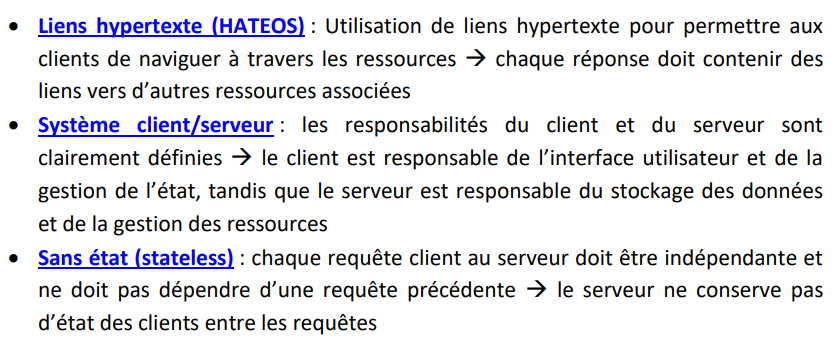 • Liens hypertexte (HATEOS) : Utilisation de liens hypertexte pour permettre aux
clients de naviguer à travers les ressources → chaque réponse doit contenir des
liens vers d’autres ressources associées
• Système client/serveur : les responsabilités du client et du serveur sont
clairement définies → le client est responsable de l’interface utilisateur et de la
gestion de l’état, tandis que le serveur est responsable du stockage des données
et de la gestion des ressources
• Sans état (stateless) : chaque requête client au serveur doit être indépendante et
ne doit pas dépendre d’une requête précédente → le serveur ne conserve pas
d’état des clients entre les requêtes